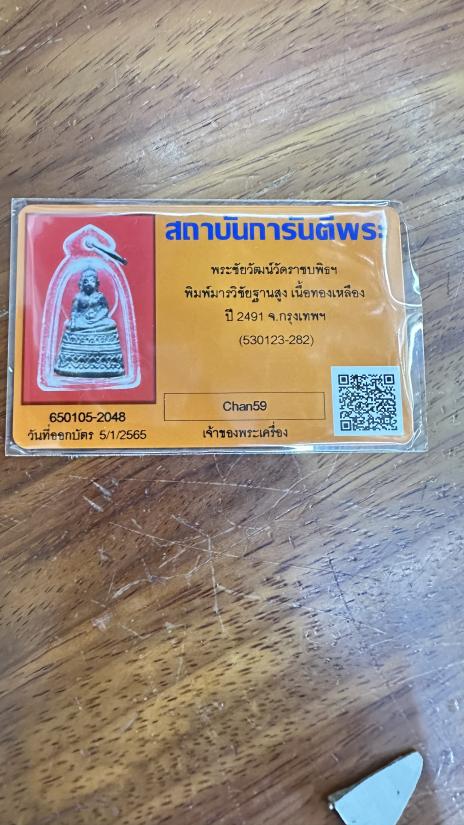 สถาบันการันตีพระ
พระชัยวัฒน์วัดราชบพิธฯ
พิมพ์มารวิชัยฐานสูง เนื้อทองเหลือง
ปี 2491 จ.กรุงเทพฯ
(530123-282)
Chan59
เจ้าของพระเครื่อง
650105-2048
วันที่ออกบัตร 5/1/2565